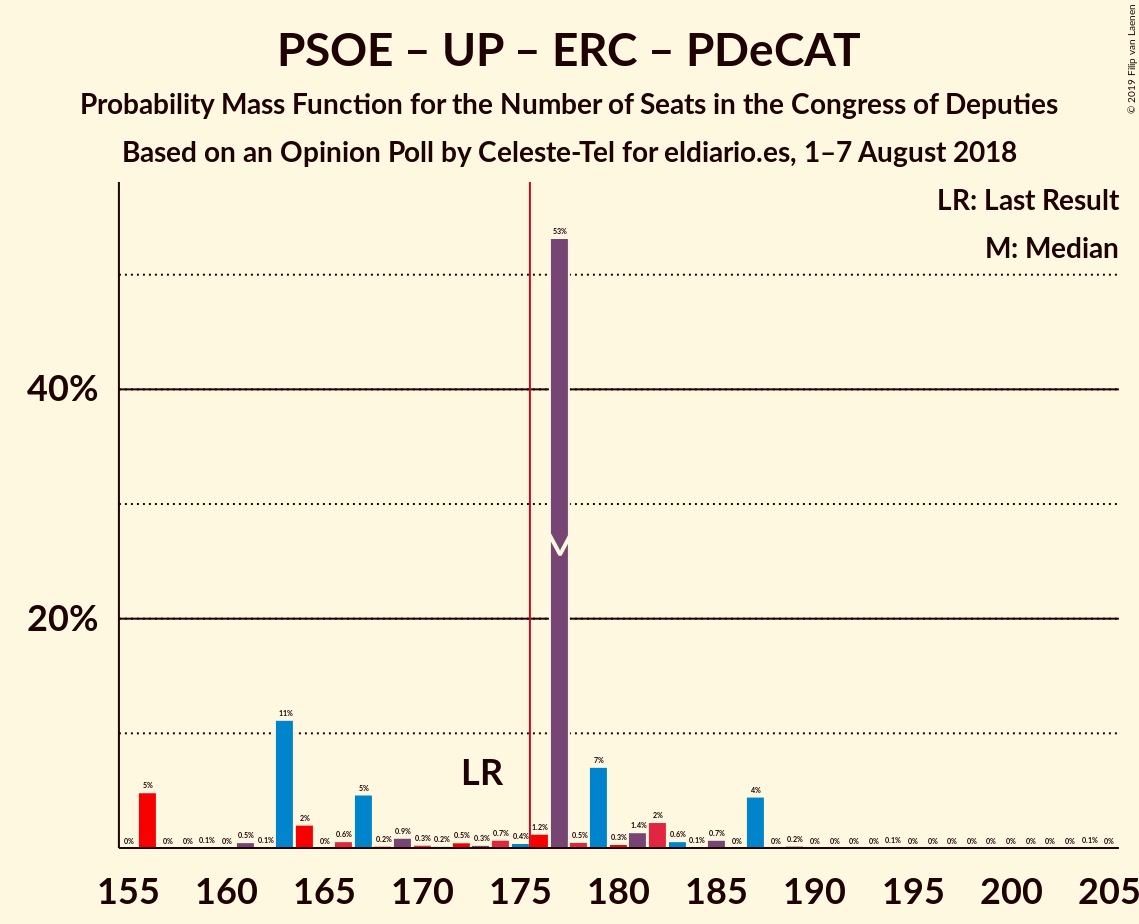 PSOE – UP – ERC – PDeCAT
Probability Mass Function for the Number of Seats in the Congress of Deputies
Based on an Opinion Poll by Celeste-Tel for eldiario.es, 1–7 August 2018
© 2019 Filip van Laenen
LR: Last Result
M: Median
40%
20%
LR
0% 5% 0% 0% 0.1% 0% 0.5% 0.1% 11% 2% 0% 0.6% 5% 0.2% 0.9% 0.3% 0.2% 0.5% 0.3% 0.7% 0.4% 1.2% 53% 0.5% 7% 0.3% 1.4% 2% 0.6% 0.1% 0.7% 0% 4% 0% 0.2% 0% 0% 0% 0% 0.1% 0% 0% 0% 0% 0% 0% 0% 0% 0% 0.1% 0%
155 160 165 170 175 180 185 190 195 200 205